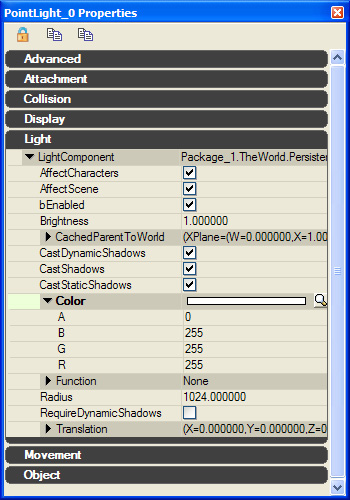 PointLight_0 Properties
Advanced
Attachment
Collision
Display
Light
LightComponent Package_1.TheWorld.Persister
AffectCharacters
AffectScene
bEnabled
Brightness 1.000000
CachedParentToWorld (XPlane=(W=0.000000,X=1.00
CastDynamicShadows
CastShadows
CastStaticShadows
Color
A 0
B 255
G 255
R 255
Function None
Radius 1024.000000
RequireDynamicShadows
Translation (X=0.000000,Y=0.000000,Z=0
Movement
Object